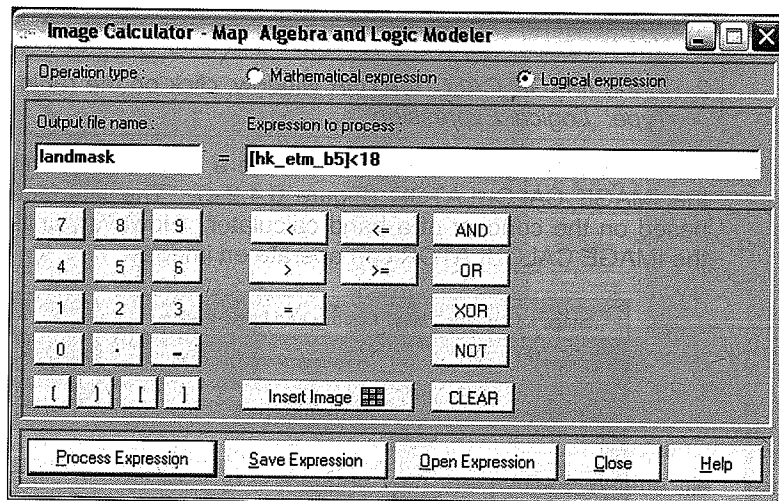 Image Calculator - Map Algebra and Logic Modeler
Operation type : Mathematical expression Logical expression
Output file name : Expression to process :
landmask = [hk_etm_b5]<18
7 8 9 < <= AND
4 5 6 > >= OR
1 2 3 = XOR
0 . - NOT
( ) [ ] Insert Image CLEAR
Process Expression Save Expression Open Expression Close Help